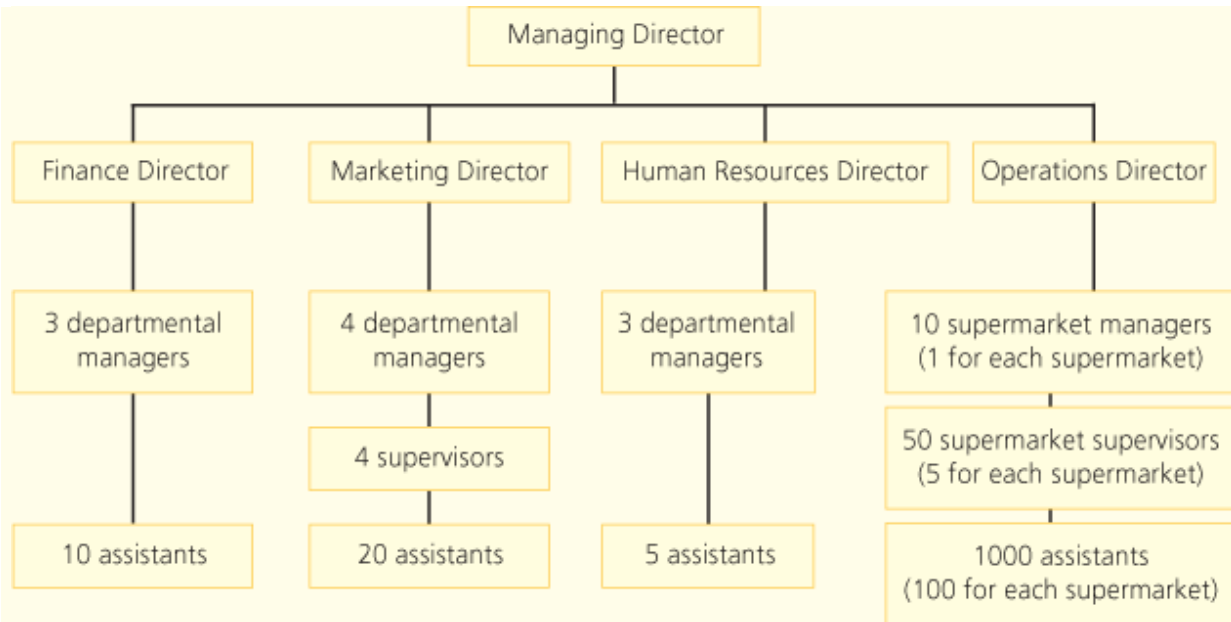 Managing Director
Finance Director
Marketing Director
Human Resources Director
Operations Director
3 departmental
managers
4 departmental
managers
3 departmental
managers
10 supermarket managers
(1 for each supermarket)
4 supervisors
50 supermarket supervisors
(5 for each supermarket)
10 assistants
20 assistants
5 assistants
1000 assistants
(100 for each supermarket)